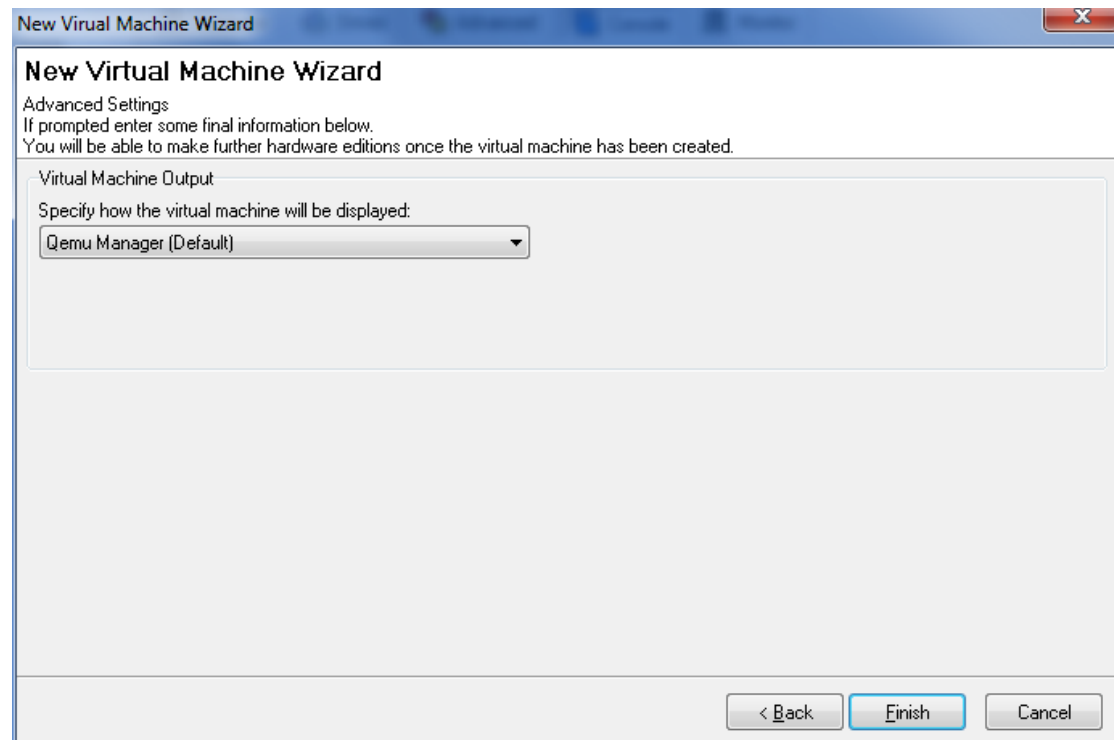 New Virual Machine Wizard
New Virtual Machine Wizard
Advanced Settings
If prompted enter some final information below.
You will be able to make further hardware editions once the virtual machine has been created.
Virtual Machine Output
Specify how the virtual machine will be displayed:
Qemu Manager (Default)
< Back
Finish
Cancel